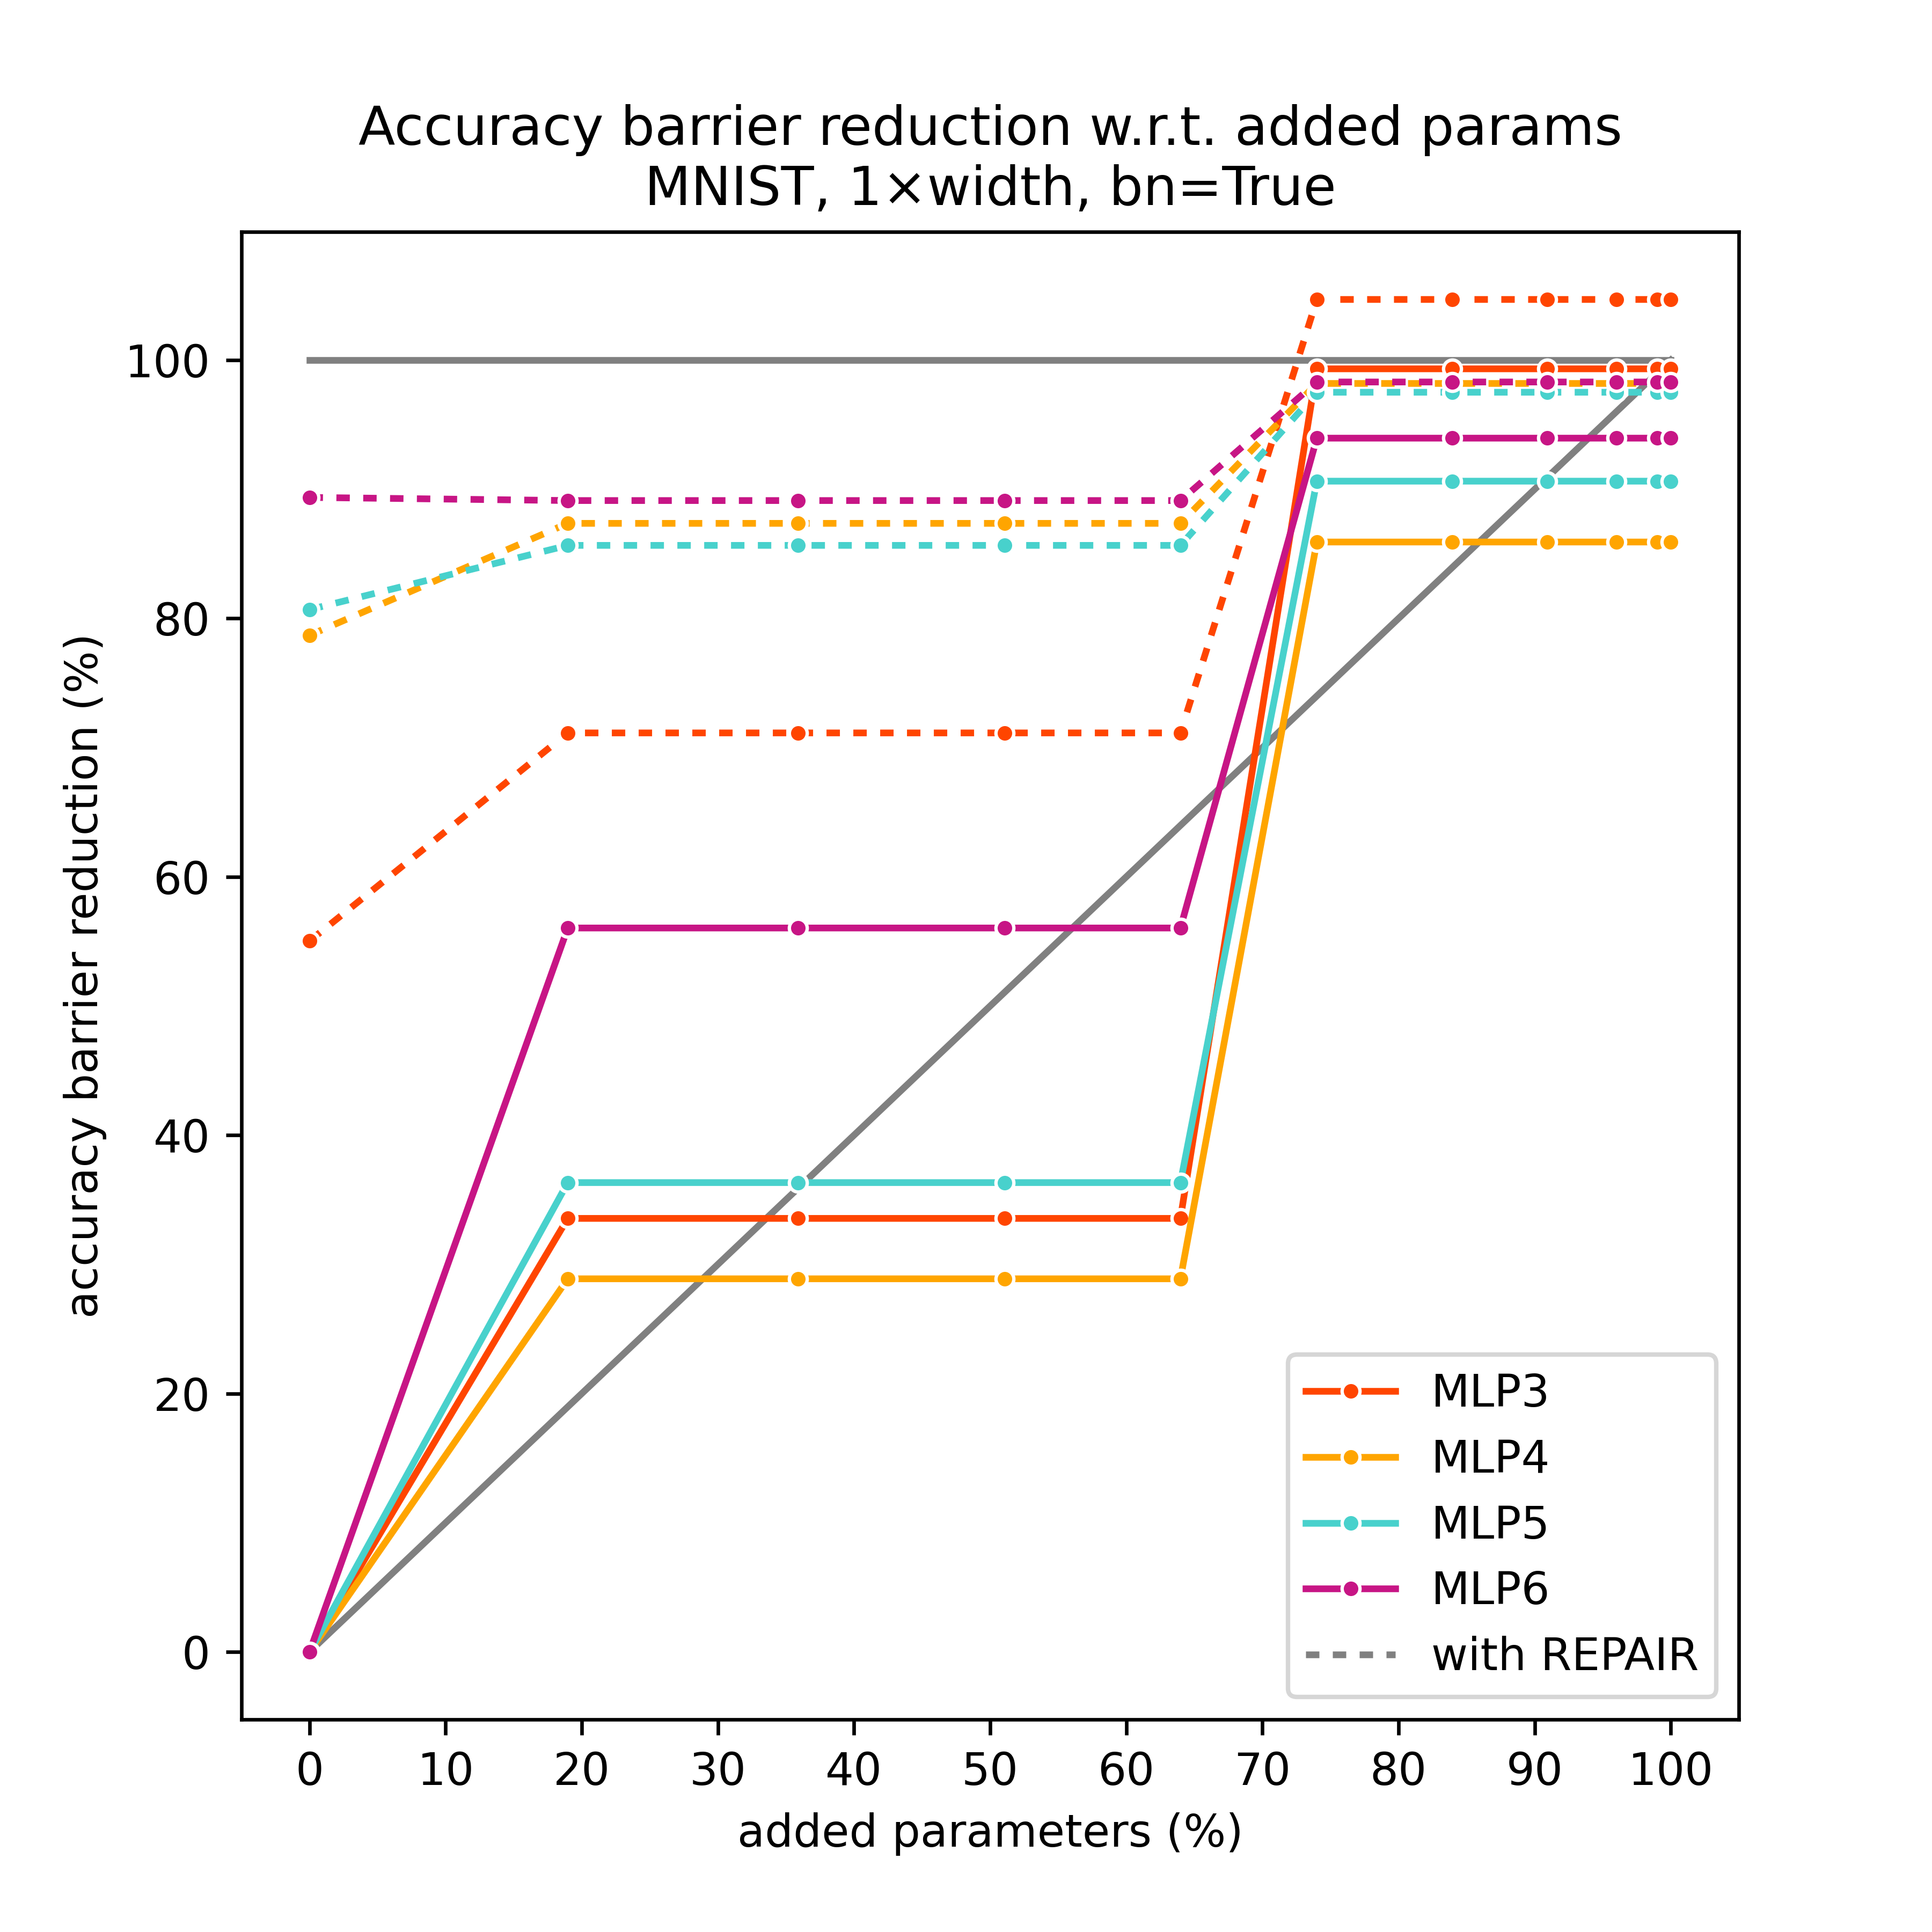 Accuracy barrier reduction w.r.t. added params
MNIST, 1×width, bn=True
accuracy barrier reduction (%)
100
80
60
40
20
0
0 10 20 30 40 50 60 70 80 90 100
added parameters (%)
MLP3
MLP4
MLP5
MLP6
with REPAIR